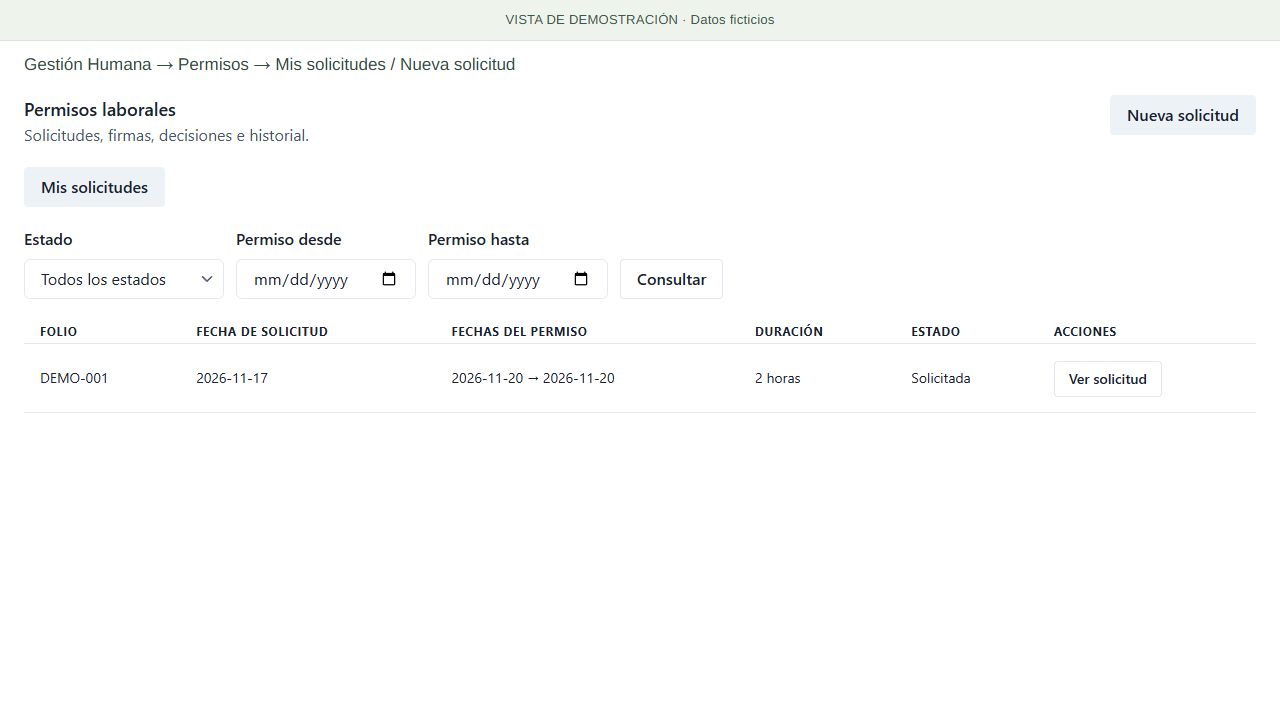 VISTA DE DEMOSTRACIÓN · Datos ficticios
Gestión Humana → Permisos → Mis solicitudes / Nueva solicitud
Permisos laborales
Solicitudes, firmas, decisiones e historial.
Nueva solicitud
Mis solicitudes
Estado Permiso desde Permiso hasta
Todos los estados mm/dd/yyyy mm/dd/yyyy Consultar
FOLIO FECHA DE SOLICITUD FECHAS DEL PERMISO DURACIÓN ESTADO ACCIONES
DEMO-001 2026-11-17 2026-11-20 → 2026-11-20 2 horas Solicitada Ver solicitud